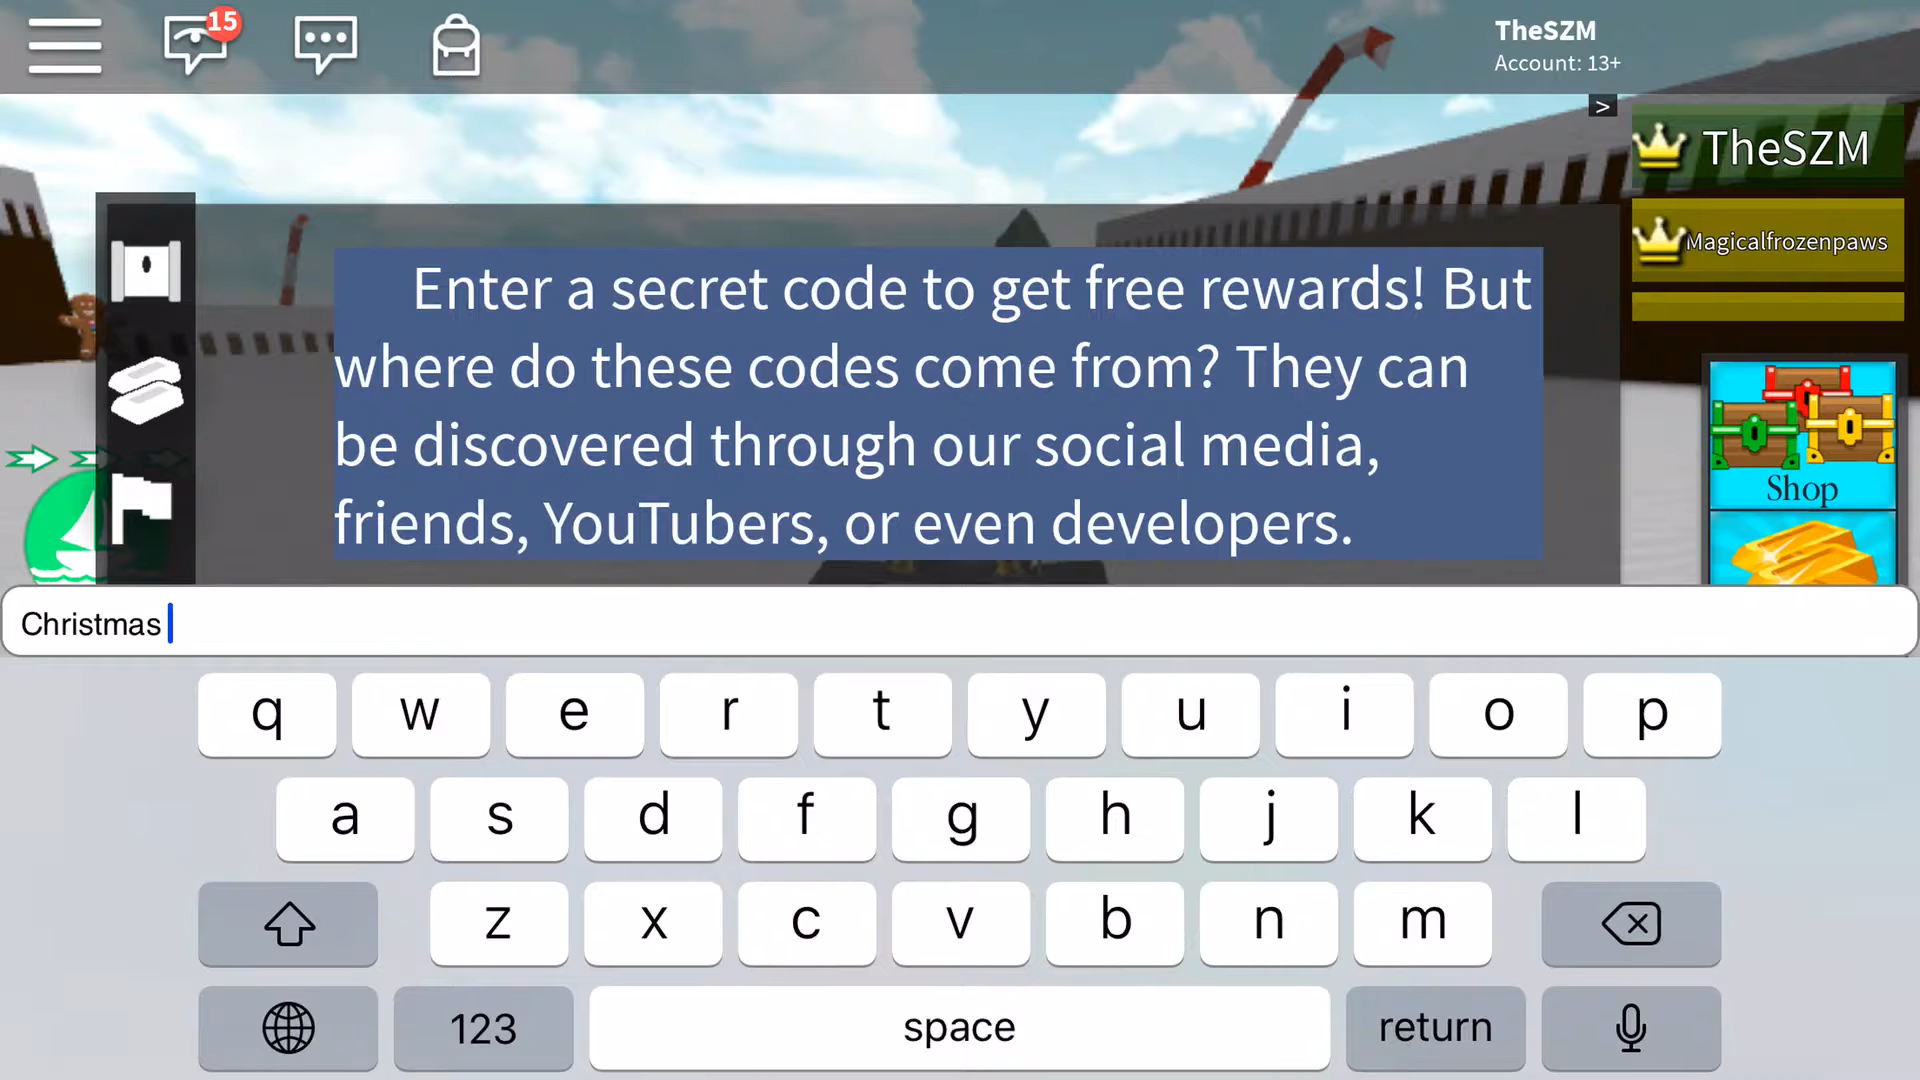 15
TheSZM
Account: 13+
>
TheSZM
Magicalfrozenpaws
Enter a secret code to get free rewards! But
where do these codes come from? They can
be discovered through our social media,
friends, YouTubers, or even developers.
Shop
Christmas
q w e r t y u i o p
a s d f g h j k l
z x c v b n m
123 space return